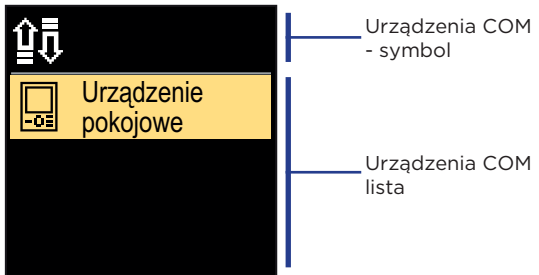 Urządzenia COM
- symbol
Urządzenie
pokojowe
Urządzenia COM
lista